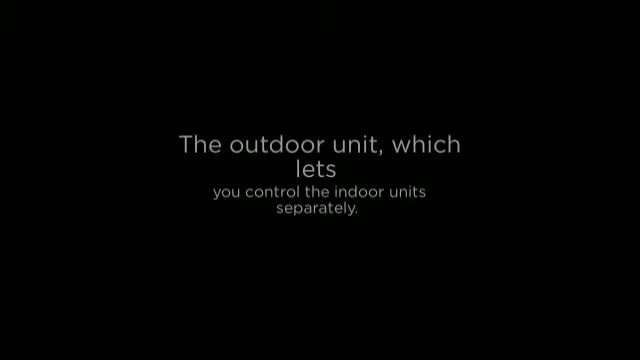 The outdoor unit, which
lets
you control the indoor units
separately.